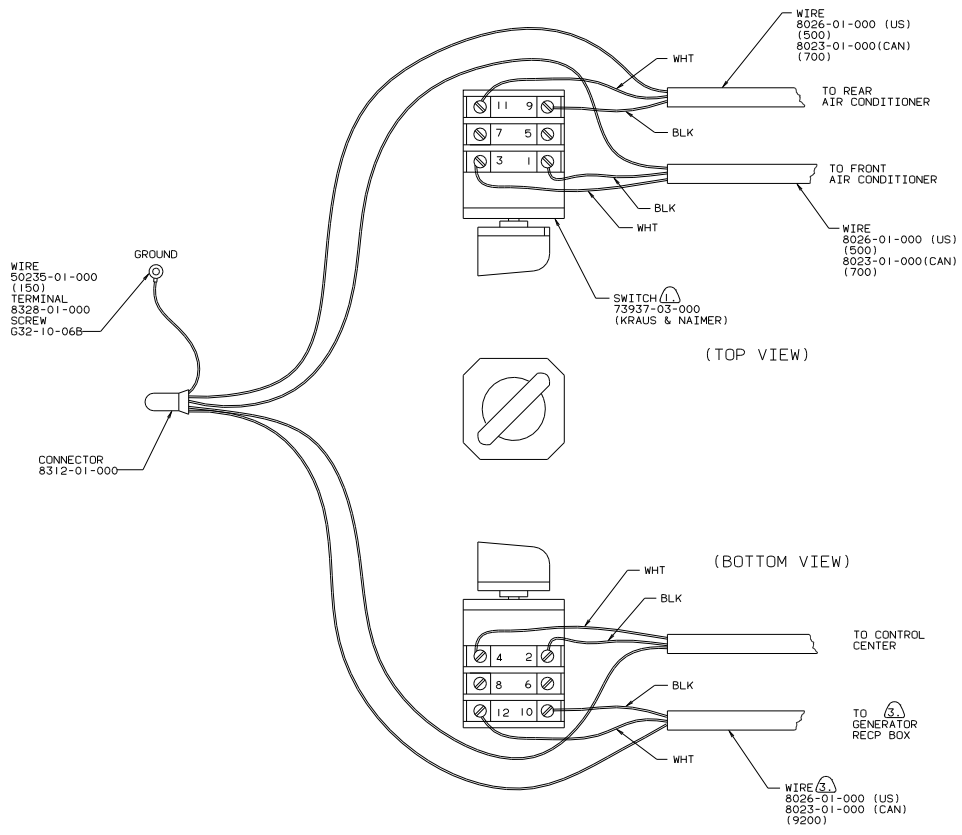 WIRE
8026-01-000 (US)
(500)
8023-01-000(CAN)
(700)
WHT
11 9
TO REAR
AIR CONDITIONER
7 5
BLK
3 1
TO FRONT
AIR CONDITIONER
BLK
WHT
WIRE
8026-01-000 (US)
(500)
8023-01-000(CAN)
(700)
GROUND
WIRE
50235-01-000
(150)
TERMINAL
8328-01-000
SCREW
G32-10-06B
SWITCH 1.
73937-03-000
(KRAUS & NAIMER)
(TOP VIEW)
CONNECTOR
8312-01-000
(BOTTOM VIEW)
WHT
BLK
TO CONTROL
CENTER
4 2
8 6
BLK
12 10
TO 3.
GENERATOR
RECP BOX
WHT
WIRE 3.
8026-01-000 (US)
8023-01-000 (CAN)
(9200)